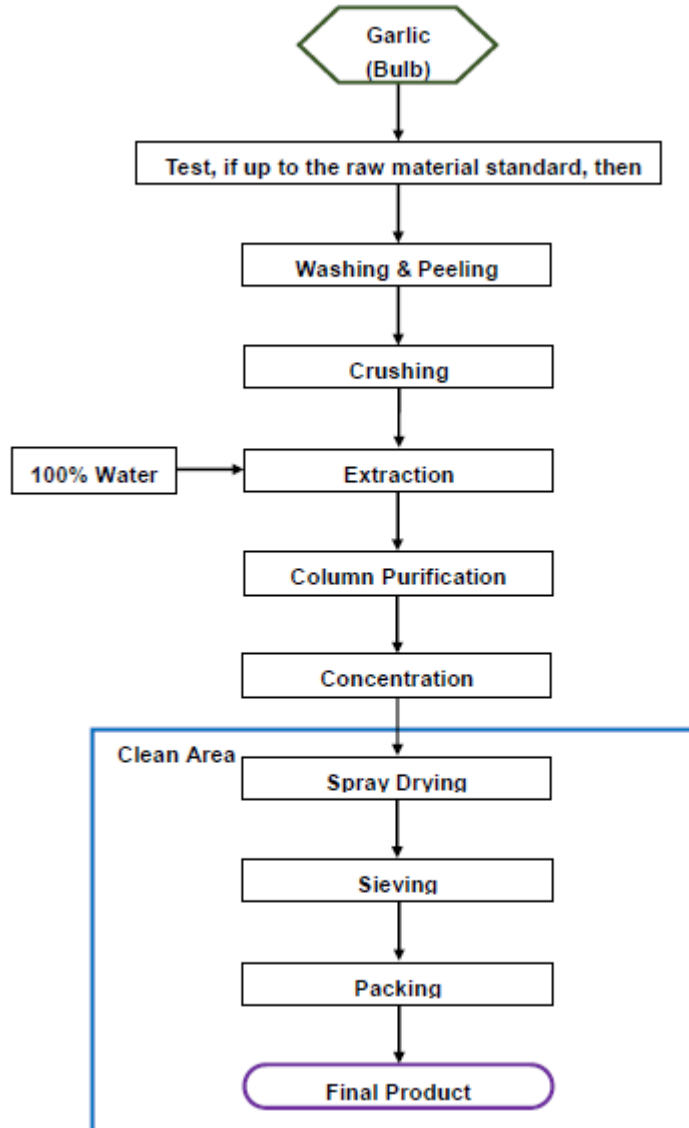 Garlic
(Bulb)
Test, if up to the raw material standard, then
Washing & Peeling
Crushing
100% Water
Extraction
Column Purification
Concentration
Clean Area
Spray Drying
Sieving
Packing
Final Product